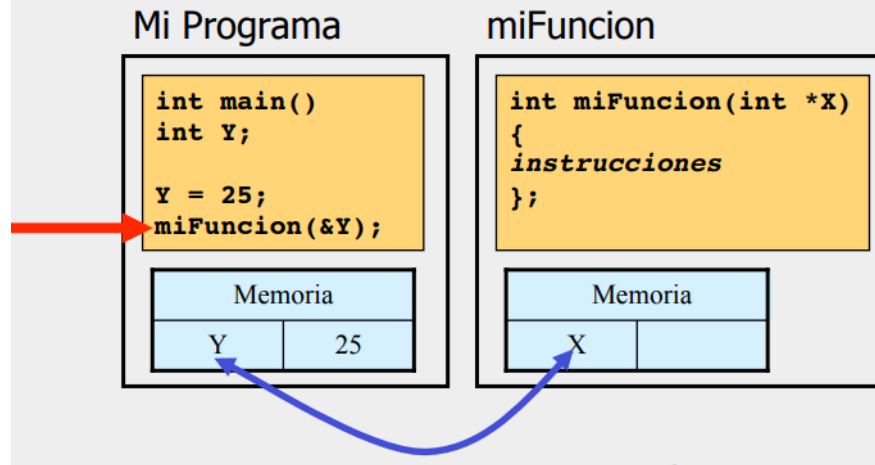 Mi Programa
int main()
int Y;
Y = 25;
miFuncion(&Y);
Memoria
Y 25
miFuncion
int miFuncion(int *X)
{
instrucciones
};
Memoria
X